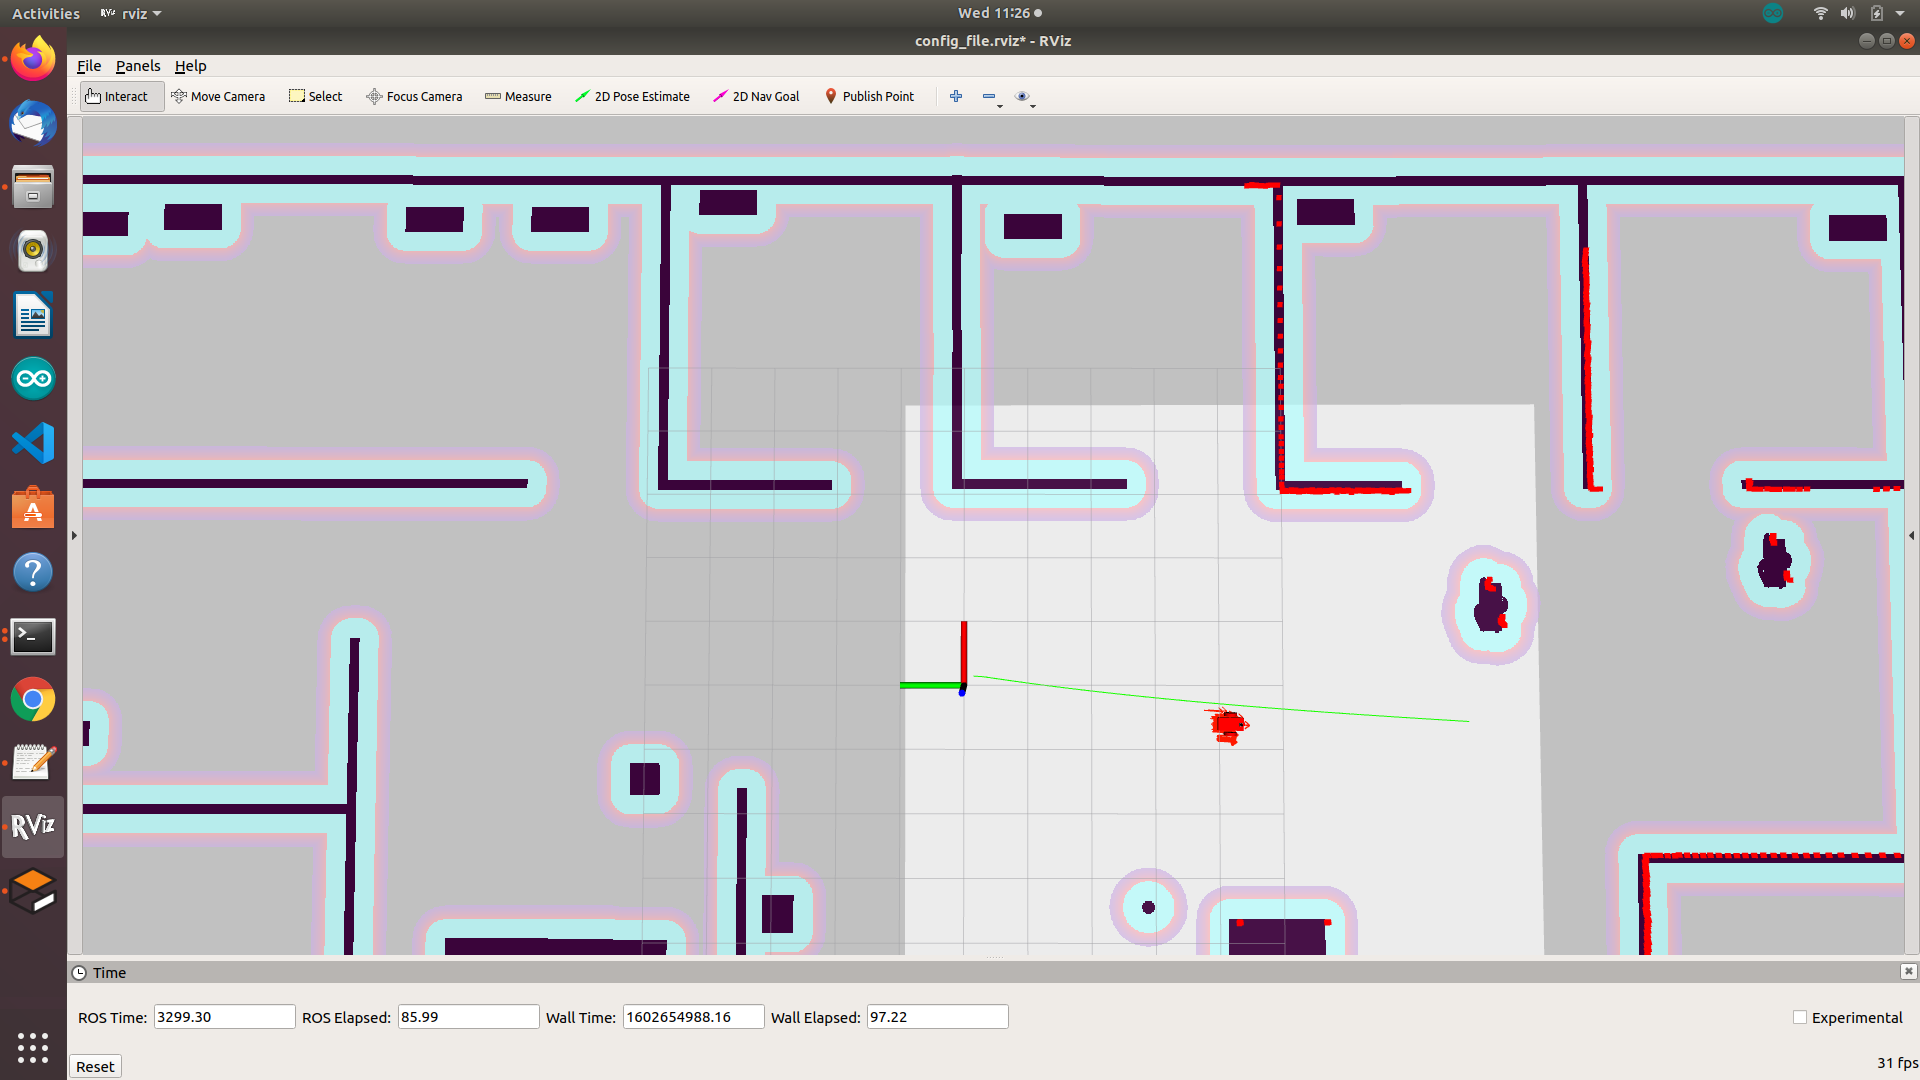 Activities RViz rviz Wed 11:26
config_file.rviz* - RViz
File Panels Help
Interact Move Camera Select Focus Camera Measure 2D Pose Estimate 2D Nav Goal Publish Point
RViz
Time
ROS Time: 3299.30 ROS Elapsed: 85.99 Wall Time: 1602654988.16 Wall Elapsed: 97.22 Experimental
Reset 31 fps